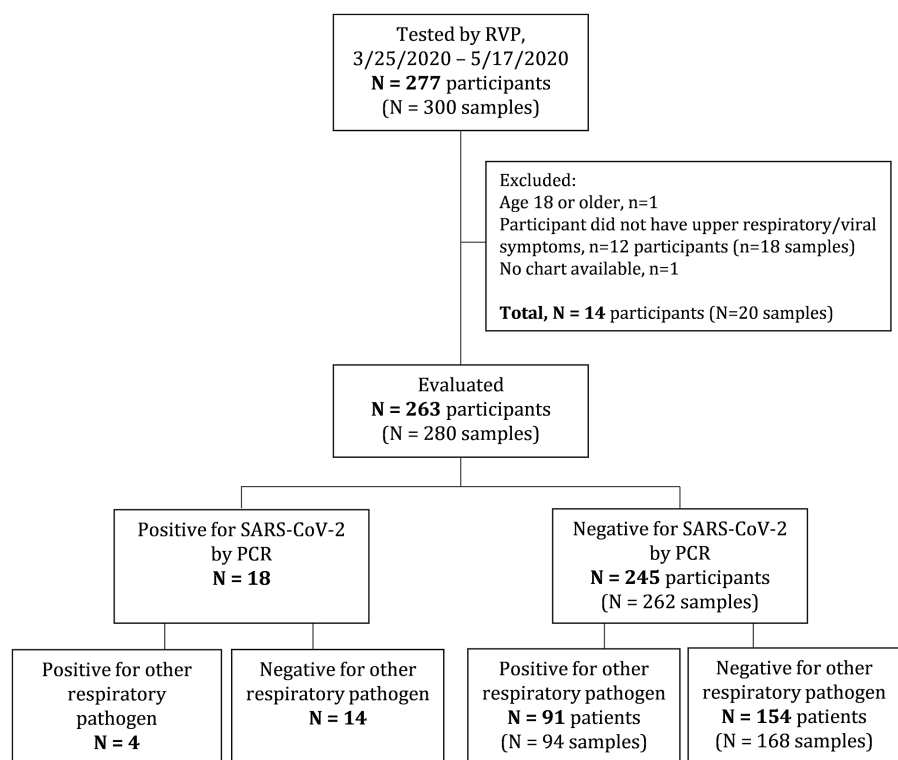 Tested by RVP,
3/25/2020 – 5/17/2020
N = 277 participants
(N = 300 samples)
Excluded:
Age 18 or older, n=1
Participant did not have upper respiratory/viral
symptoms, n=12 participants (n=18 samples)
No chart available, n=1
Total, N = 14 participants (N=20 samples)
Evaluated
N = 263 participants
(N = 280 samples)
Positive for SARS-CoV-2
by PCR
N = 18
Negative for SARS-CoV-2
by PCR
N = 245 participants
(N = 262 samples)
Positive for other
respiratory
pathogen
N = 4
Negative for other
respiratory pathogen
N = 14
Positive for other
respiratory pathogen
N = 91 patients
(N = 94 samples)
Negative for other
respiratory pathogen
N = 154 patients
(N = 168 samples)